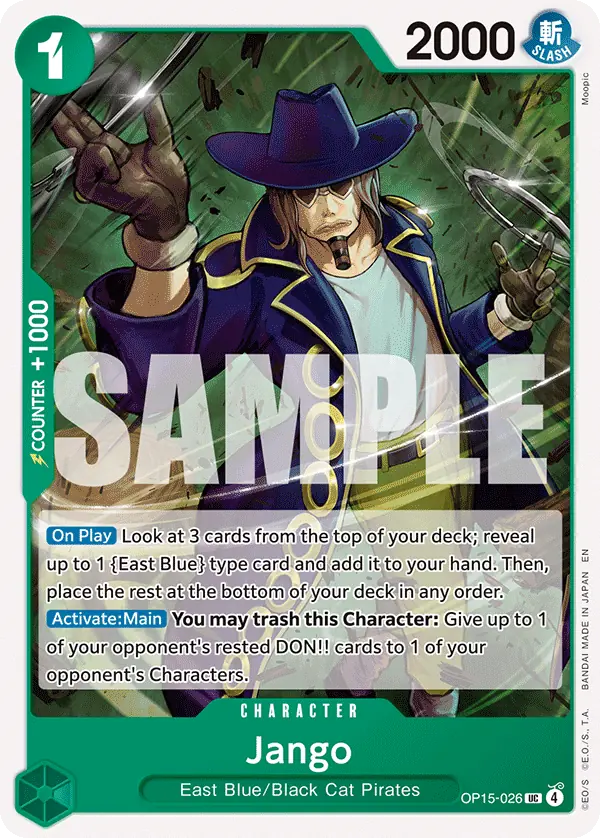 1
2000
斬
SLASH
Moopic
COUNTER +1000
SAMPLE
On Play Look at 3 cards from the top of your deck; reveal
up to 1 {East Blue} type card and add it to your hand. Then,
place the rest at the bottom of your deck in any order.
Activate:Main You may trash this Character: Give up to 1
of your opponent's rested DON!! cards to 1 of your
opponent's Characters.
CHARACTER
Jango
East Blue/Black Cat Pirates
OP15-026 UC 4
©E.O/S ©E.O./S., T.A. BANDAI MADE IN JAPAN EN